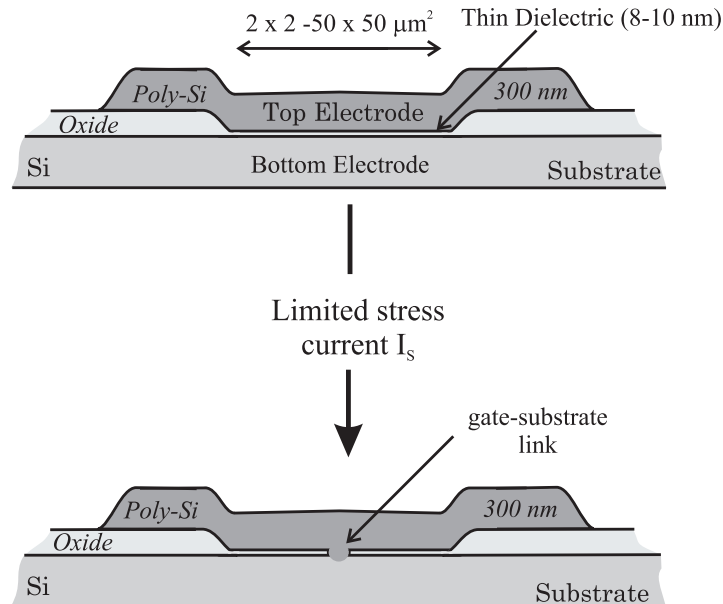 2 x 2 -50 x 50 μm²
Thin Dielectric (8-10 nm)
Poly-Si
Top Electrode
300 nm
Oxide
Si
Bottom Electrode
Substrate
Limited stress
current Iₛ
gate-substrate
link
Poly-Si
300 nm
Oxide
Si
Substrate